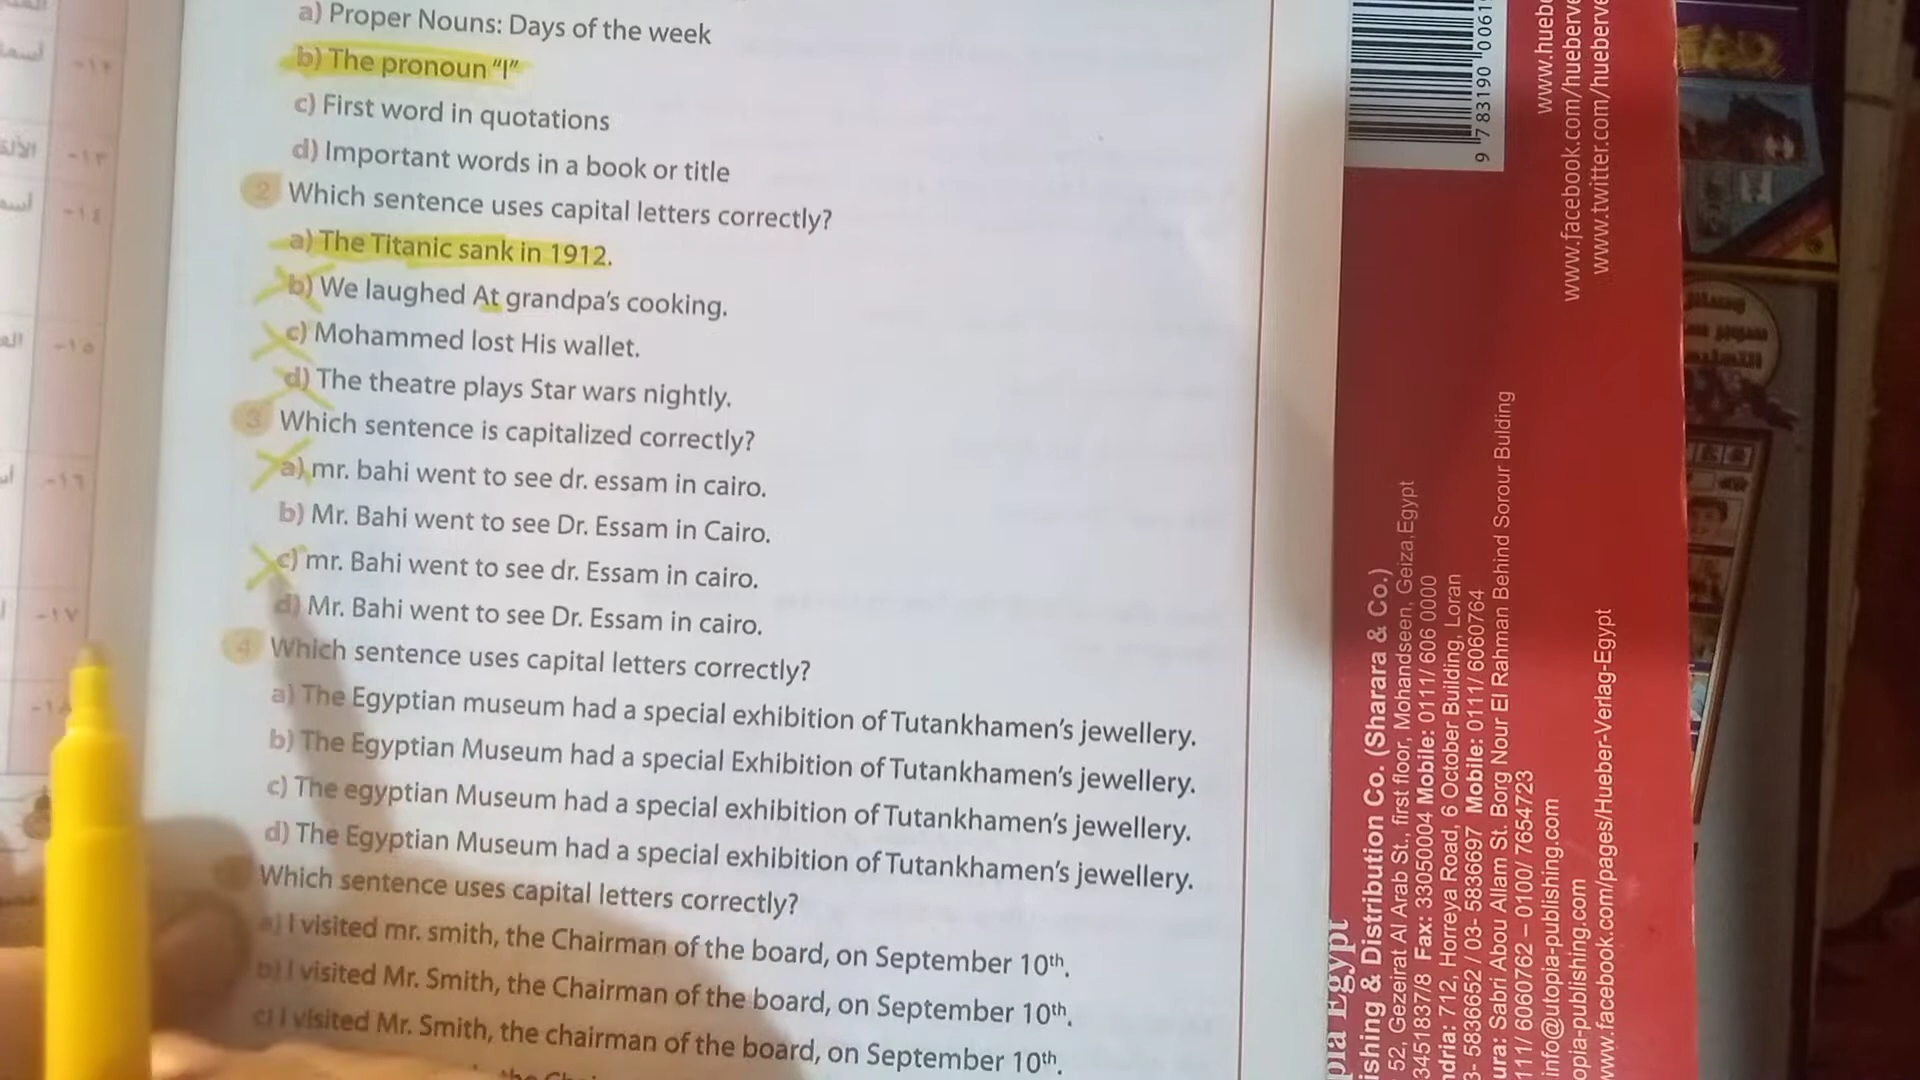 a) Proper Nouns: Days of the week
b) The pronoun "I"
c) First word in quotations
d) Important words in a book or title
2 Which sentence uses capital letters correctly?
a) The Titanic sank in 1912.
b) We laughed At grandpa's cooking.
c) Mohammed lost His wallet.
d) The theatre plays Star wars nightly.
3 Which sentence is capitalized correctly?
a) mr. bahi went to see dr. essam in cairo.
b) Mr. Bahi went to see Dr. Essam in Cairo.
c) mr. Bahi went to see dr. Essam in cairo.
d) Mr. Bahi went to see Dr. Essam in cairo.
4 Which sentence uses capital letters correctly?
a) The Egyptian museum had a special exhibition of Tutankhamen's jewellery.
b) The Egyptian Museum had a special Exhibition of Tutankhamen's jewellery.
c) The egyptian Museum had a special exhibition of Tutankhamen's jewellery.
d) The Egyptian Museum had a special exhibition of Tutankhamen's jewellery.
Which sentence uses capital letters correctly?
a) I visited mr. smith, the Chairman of the board, on September 10th.
b) I visited Mr. Smith, the Chairman of the board, on September 10th.
c) I visited Mr. Smith, the chairman of the board, on September 10th.
9 783190 0061
www.hueb
www.facebook.com/hueberve
www.twitter.com/hueberve
pia Egypt
ishing & Distribution Co. (Sharara & Co.)
52, Gezeirat Al Arab St., first floor, Mohandseen, Geiza, Egypt
3451837/8 Fax: 33050004 Mobile: 0111/ 606 0000
ndria: 712, Horreya Road, 6 October Building, Loran
3- 5836652 / 03- 5836697 Mobile: 0111/ 6060764
ura: Sabri Abou Allam St. Borg Nour El Rahman Behind Sorour Bulding
111/ 6060762 – 0100/ 7654723
info@utopia-publishing.com
opia-publishing.com
www.facebook.com/pages/Hueber-Verlag-Egypt